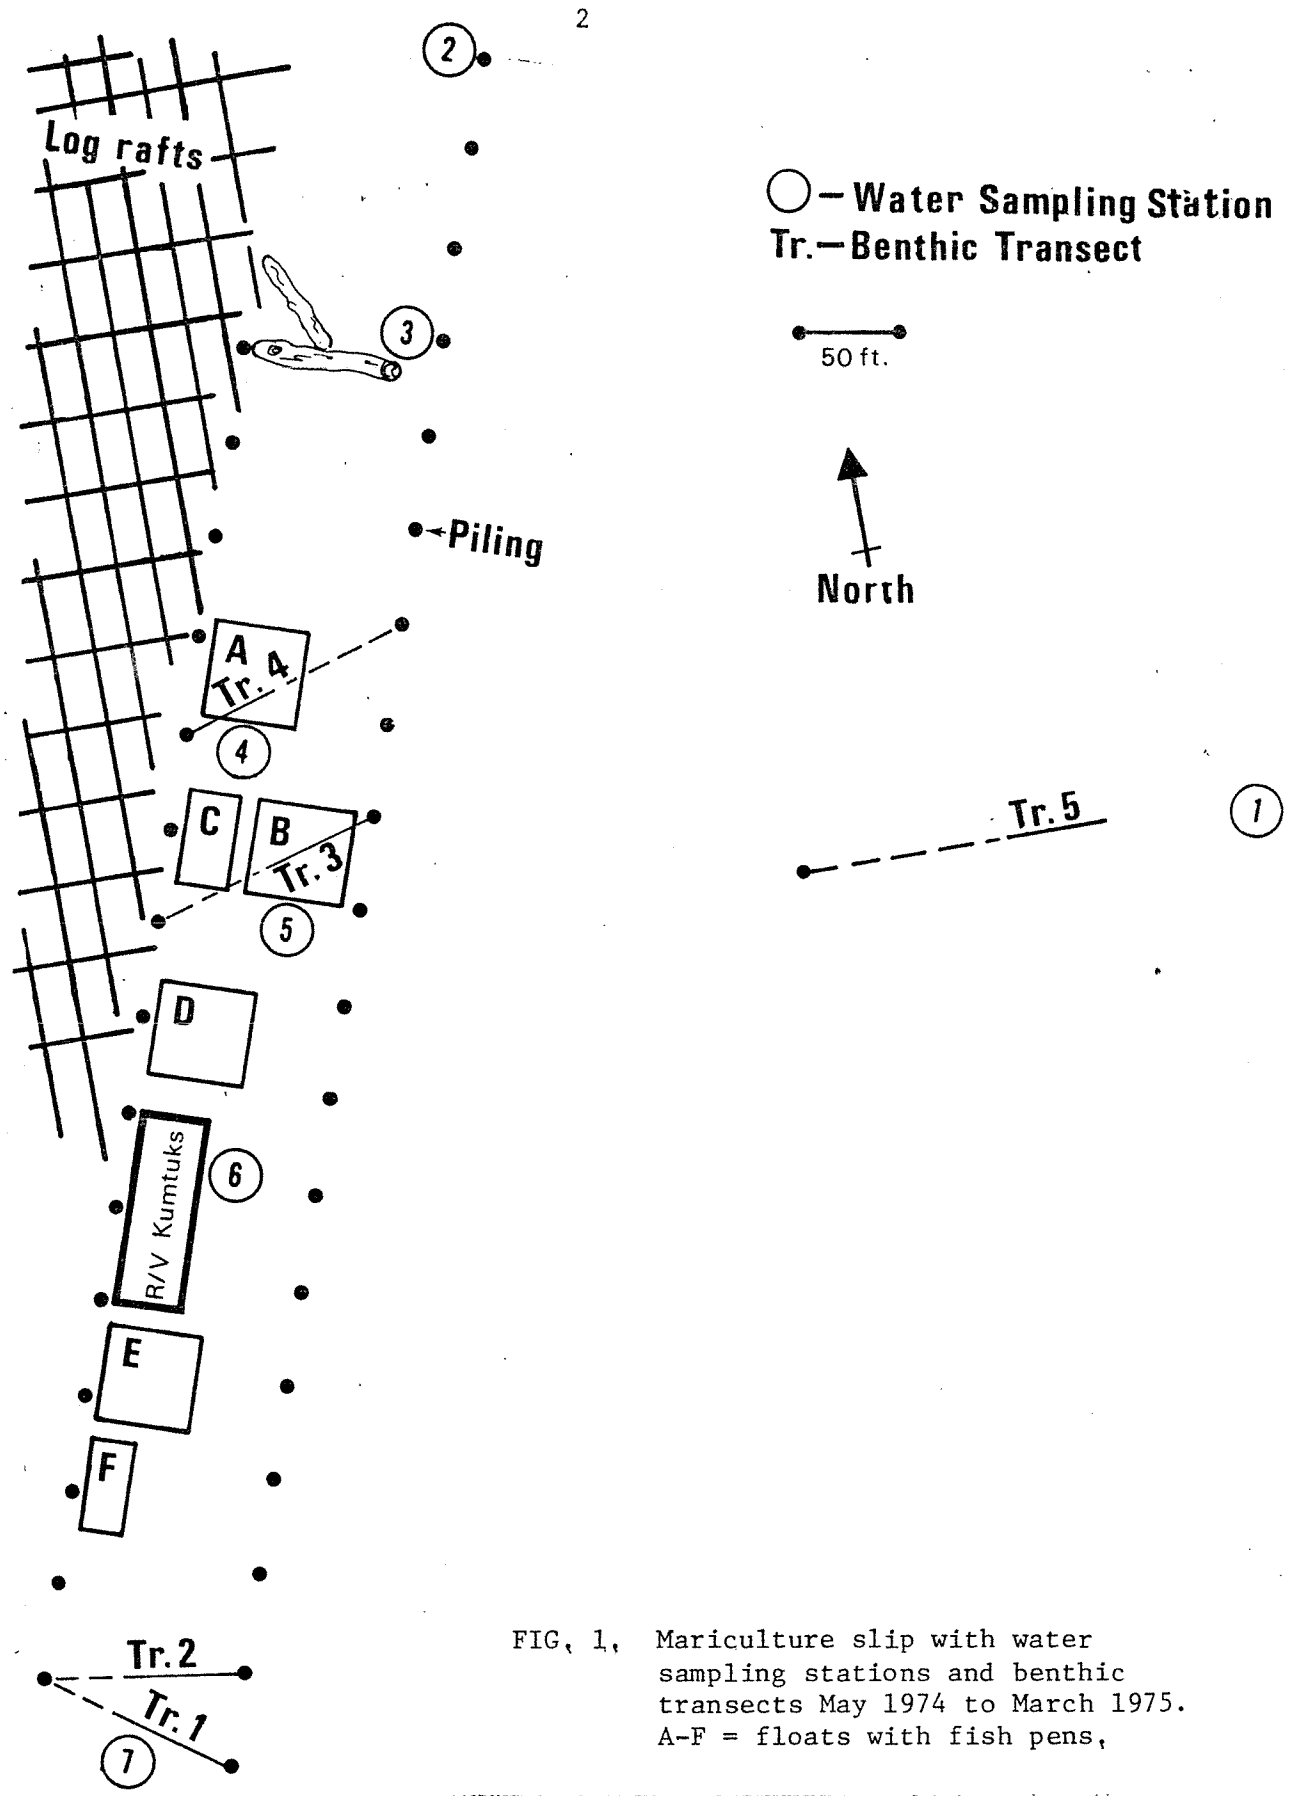 2
2
Log rafts
○ – Water Sampling Station
Tr. – Benthic Transect
3
50 ft.
Piling
North
A
Tr. 4
4
C
B
Tr. 3
5
Tr. 5
1
D
R/V Kumtuks
6
E
F
Tr. 2
Tr. 1
7
FIG, 1, Mariculture slip with water
sampling stations and benthic
transects May 1974 to March 1975.
A-F = floats with fish pens,